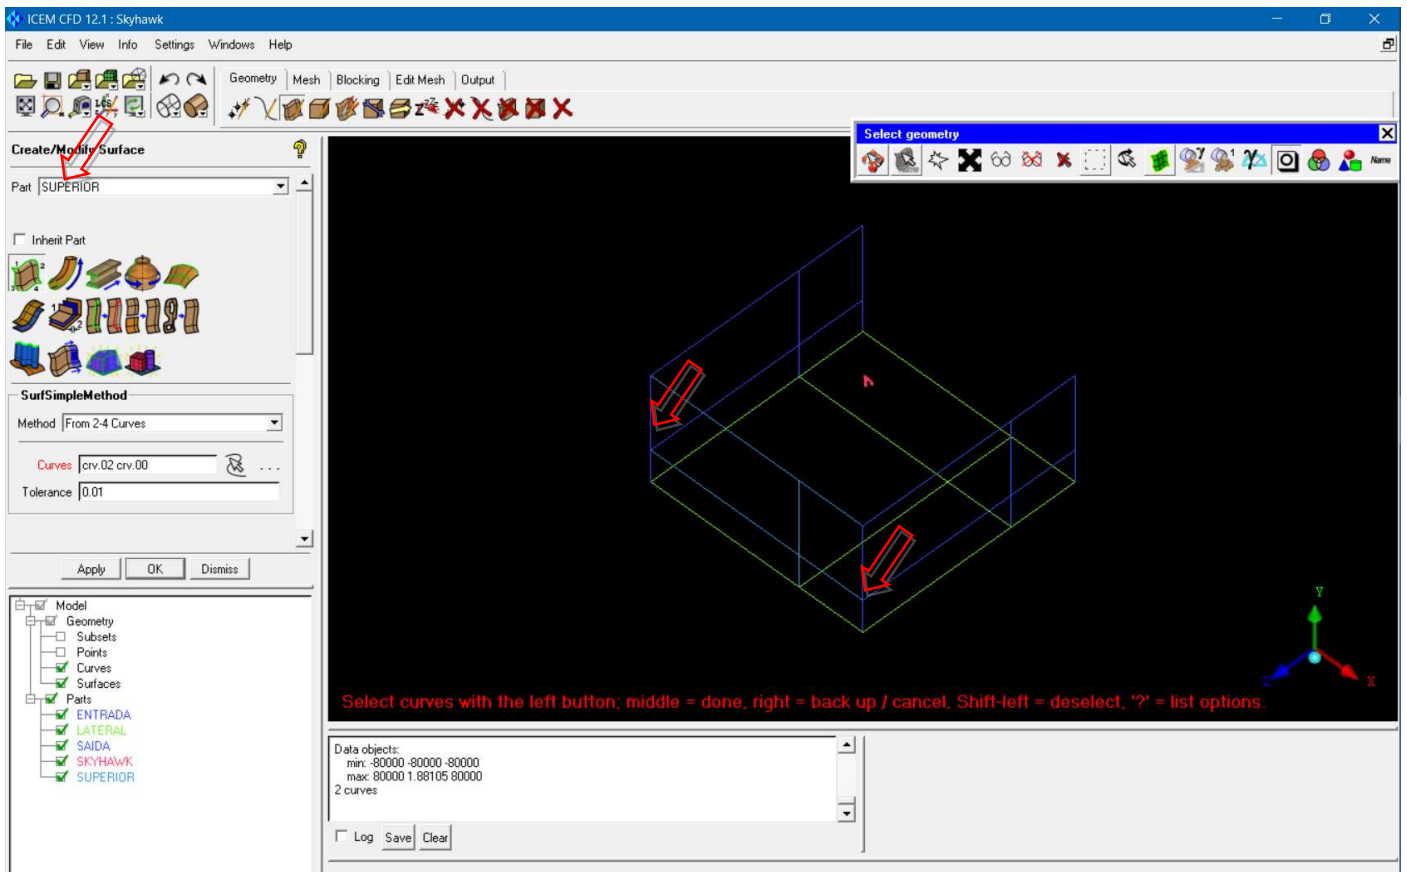 ICEM CFD 12.1 : Skyhawk
File Edit View Info Settings Windows Help
Geometry Mesh Blocking Edit Mesh Output
Select geometry
Name
Create/Modify Surface
Part SUPERIOR
Inherit Part
SurfSimpleMethod
Method From 2-4 Curves
Curves crv.02 crv.00 ...
Tolerance 0.01
Apply OK Dismiss
Model
Geometry
Subsets
Points
Curves
Surfaces
Parts
ENTRADA
LATERAL
SAIDA
SKYHAWK
SUPERIOR
Y
Z
X
Select curves with the left button; middle = done, right = back up / cancel, Shift-left = deselect, '?' = list options.
Data objects:
min: -80000 -80000 -80000
max: 80000 1.88105 80000
2 curves
Log Save Clear